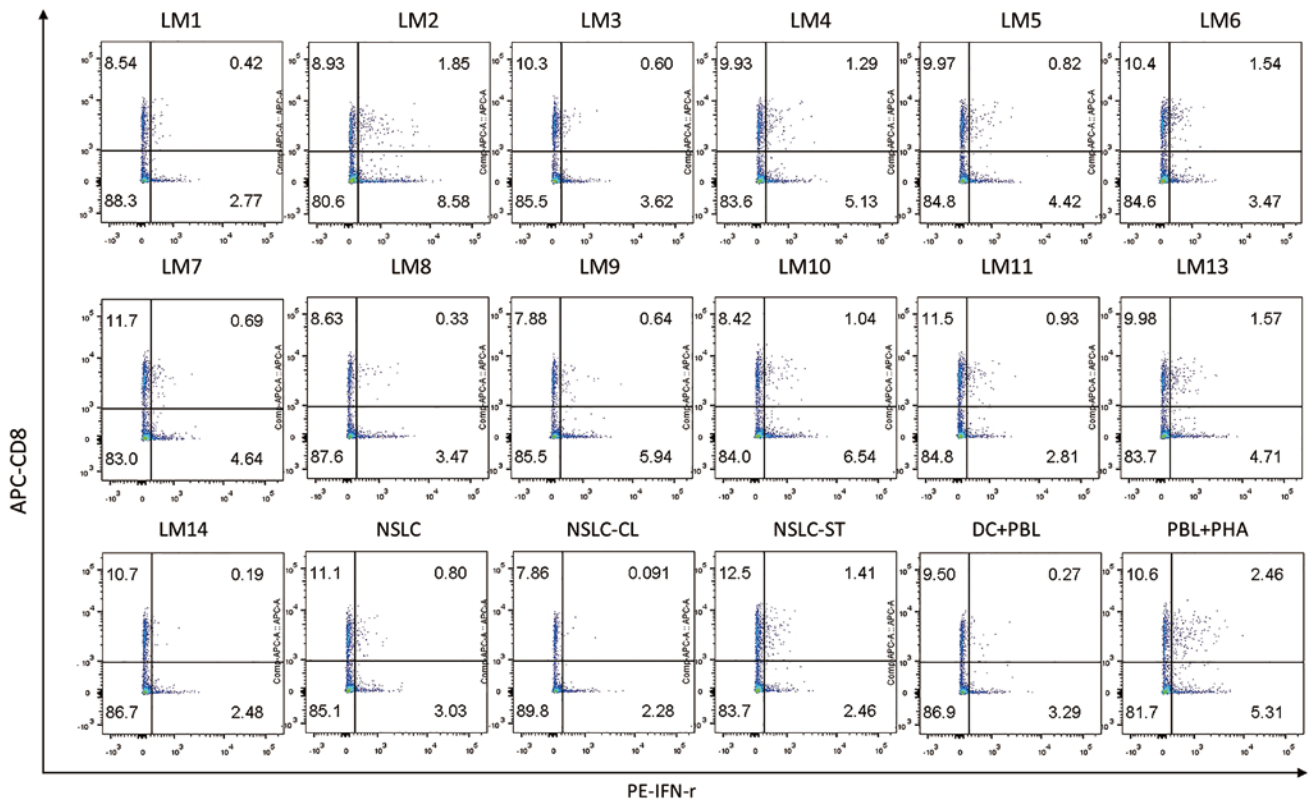 LM1 LM2 LM3 LM4 LM5 LM6
8.54 0.42 8.93 1.85 10.3 0.60 9.93 1.29 9.97 0.82 10.4 1.54
88.3 2.77 80.6 8.58 85.5 3.62 83.6 5.13 84.8 4.42 84.6 3.47
LM7 LM8 LM9 LM10 LM11 LM13
11.7 0.69 8.63 0.33 7.88 0.64 8.42 1.04 11.5 0.93 9.98 1.57
83.0 4.64 87.6 3.47 85.5 5.94 84.0 6.54 84.8 2.81 83.7 4.71
LM14 NSLC NSLC-CL NSLC-ST DC+PBL PBL+PHA
10.7 0.19 11.1 0.80 7.86 0.091 12.5 1.41 9.50 0.27 10.6 2.46
86.7 2.48 85.1 3.03 89.8 2.28 83.7 2.46 86.9 3.29 81.7 5.31
APC-CD8
PE-IFN-r